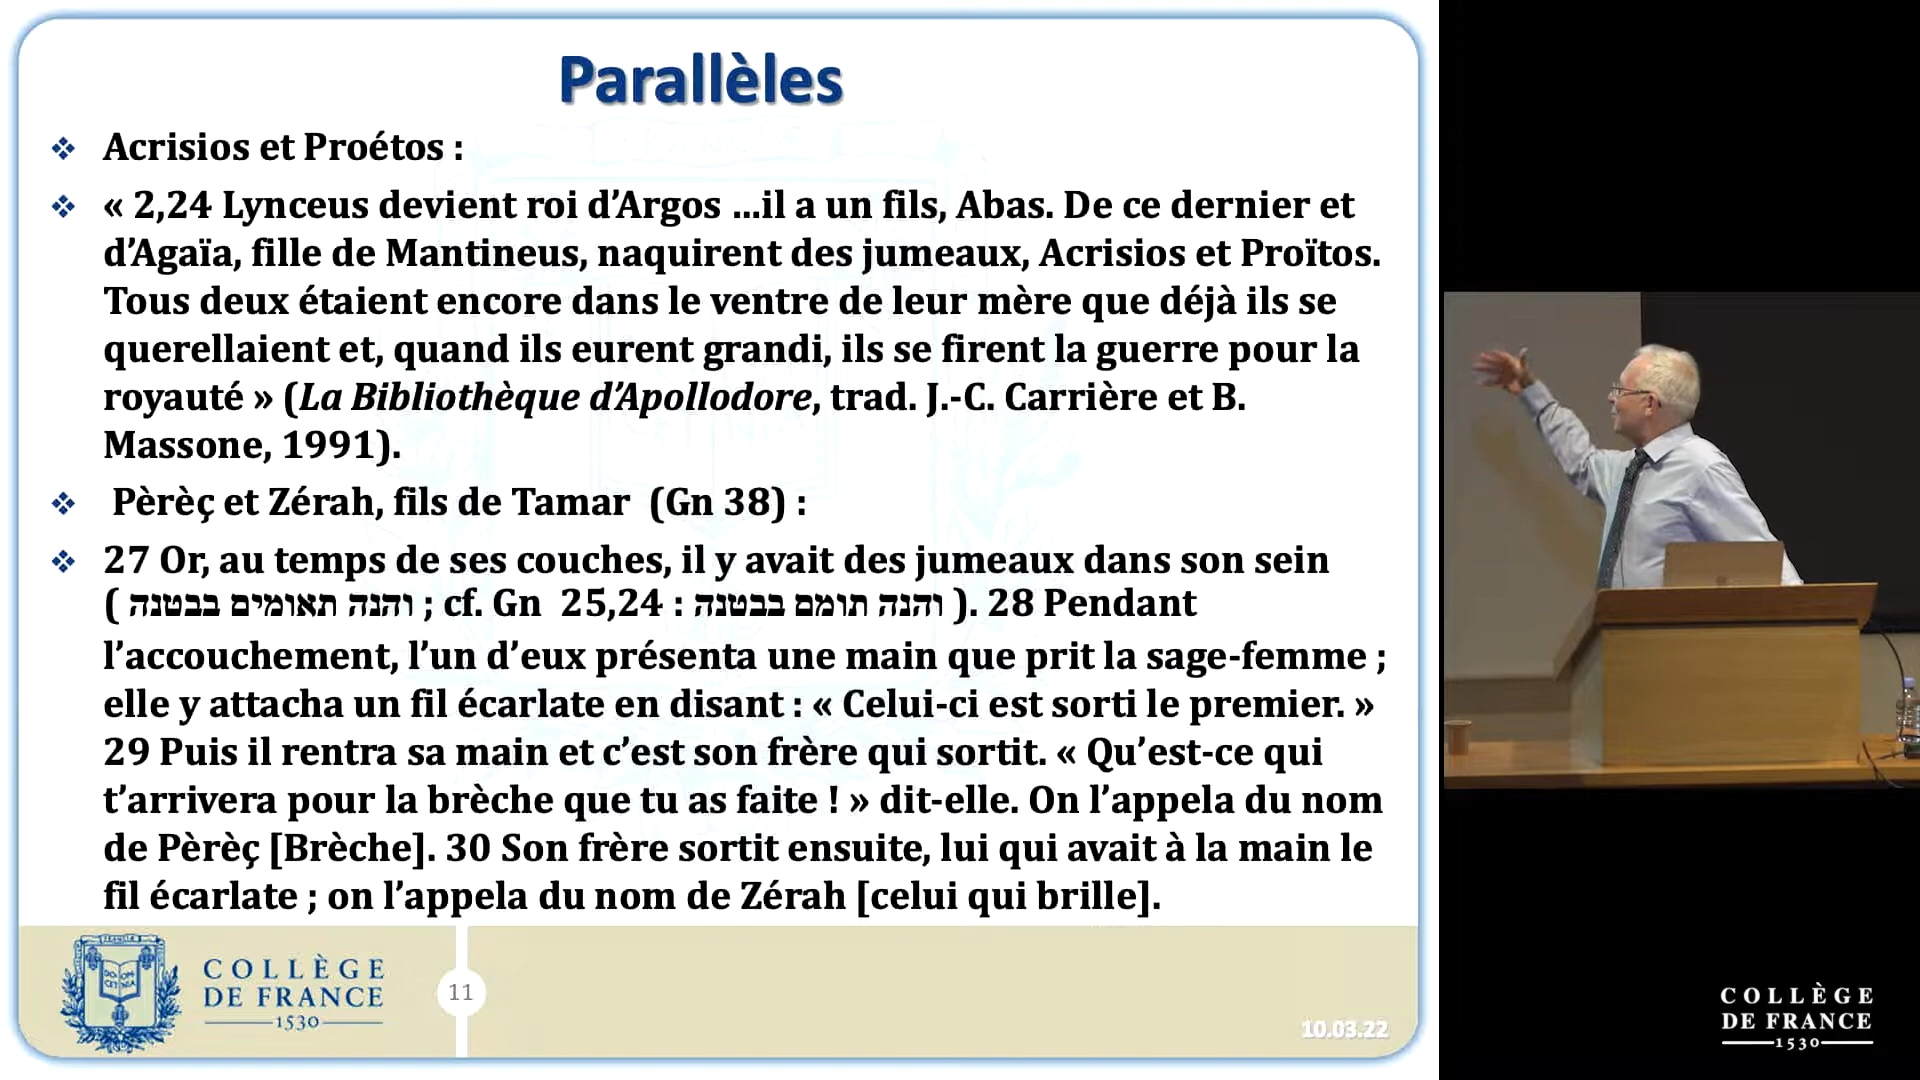 Parallèles
❖ Acrisios et Proétos :
❖ « 2,24 Lynceus devient roi d’Argos ...il a un fils, Abas. De ce dernier et
d’Agaïa, fille de Mantineus, naquirent des jumeaux, Acrisios et Proïtos.
Tous deux étaient encore dans le ventre de leur mère que déjà ils se
querellaient et, quand ils eurent grandi, ils se firent la guerre pour la
royauté » (La Bibliothèque d’Apollodore, trad. J.-C. Carrière et B.
Massone, 1991).
❖ Pèrèç et Zérah, fils de Tamar (Gn 38) :
❖ 27 Or, au temps de ses couches, il y avait des jumeaux dans son sein
( והנה תאומים בבטנה ; cf. Gn 25,24 : והנה תומם בבטנה ). 28 Pendant
l’accouchement, l’un d’eux présenta une main que prit la sage-femme ;
elle y attacha un fil écarlate en disant : « Celui-ci est sorti le premier. »
29 Puis il rentra sa main et c’est son frère qui sortit. « Qu’est-ce qui
t’arrivera pour la brèche que tu as faite ! » dit-elle. On l’appela du nom
de Pèrèç [Brèche]. 30 Son frère sortit ensuite, lui qui avait à la main le
fil écarlate ; on l’appela du nom de Zérah [celui qui brille].
COLLÈGE
DE FRANCE
1530
11
10.03.22
COLLÈGE
DE FRANCE
1530